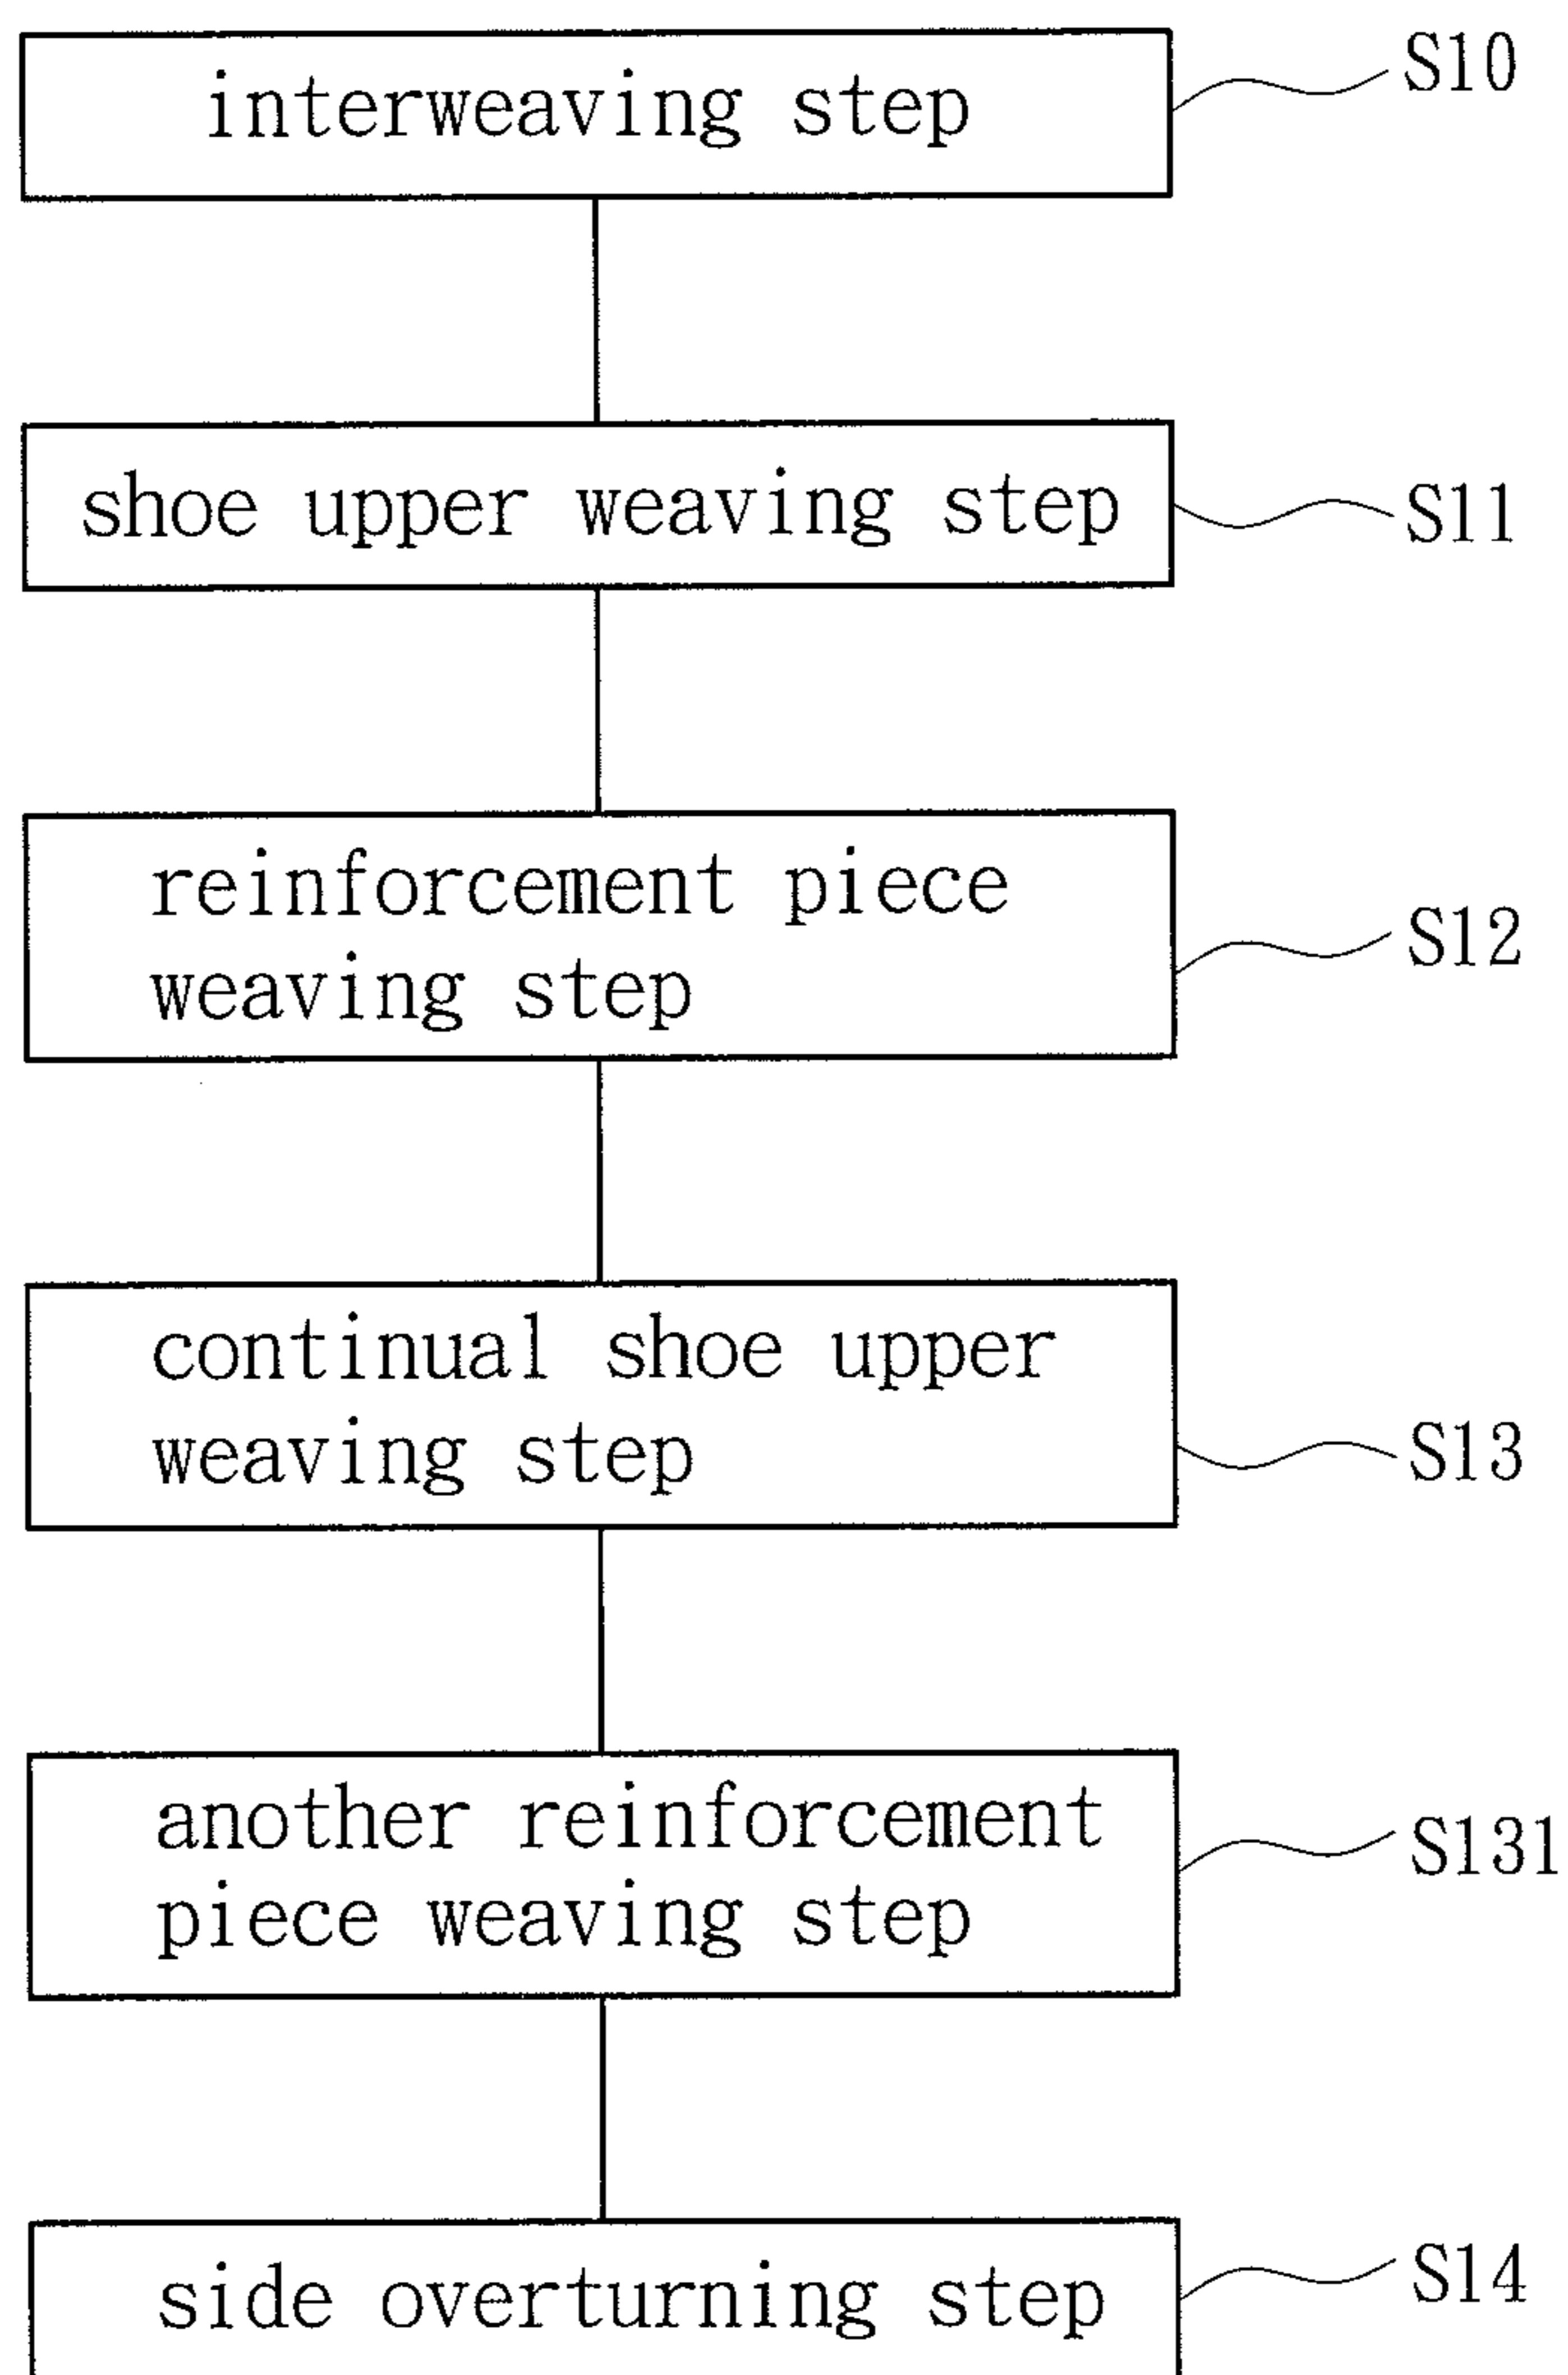 interweaving step
S10
shoe upper weaving step
S11
reinforcement piece
weaving step
S12
continual shoe upper
weaving step
S13
another reinforcement
piece weaving step
S131
side overturning step
S14